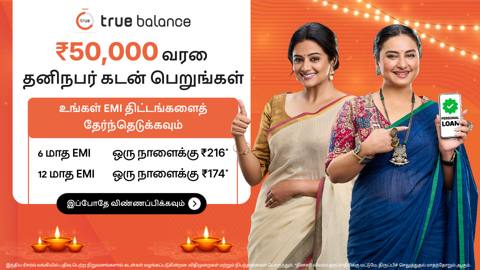 true balance
₹50,000 வரை
தனிநபர் கடன் பெறுங்கள்
உங்கள் EMI திட்டங்களைத்
தேர்ந்தெடுக்கவும்
6 மாத EMI ஒரு நாளைக்கு ₹216*
12 மாத EMI ஒரு நாளைக்கு ₹174*
இப்போதே விண்ணப்பிக்கவும்
PERSONAL
LOAN